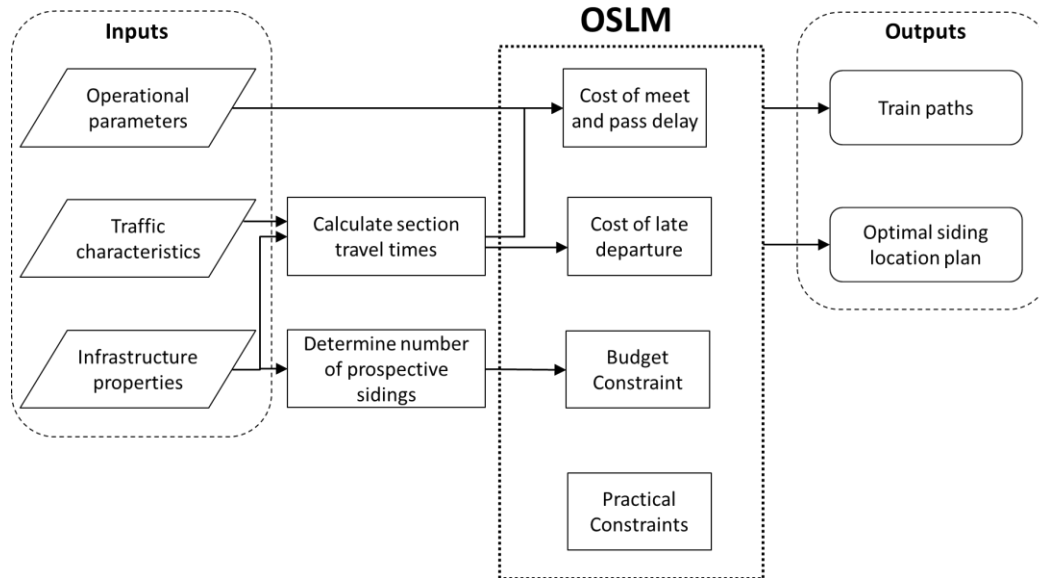 Inputs
Operational
parameters
Traffic
characteristics
Infrastructure
properties
Calculate section
travel times
Determine number
of prospective
sidings
OSLM
Cost of meet
and pass delay
Cost of late
departure
Budget
Constraint
Practical
Constraints
Outputs
Train paths
Optimal siding
location plan